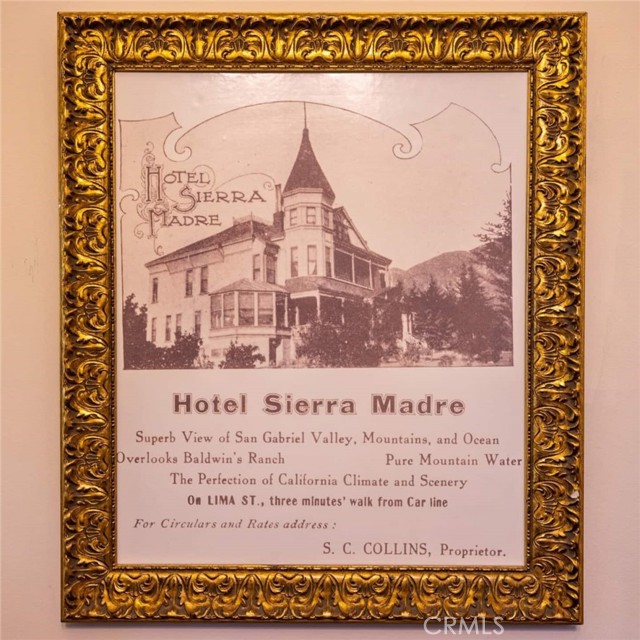 HOTEL
SIERRA
MADRE
Hotel Sierra Madre
Superb View of San Gabriel Valley, Mountains, and Ocean
Overlooks Baldwin's Ranch Pure Mountain Water
The Perfection of California Climate and Scenery
On LIMA ST., three minutes' walk from Car line
For Circulars and Rates address :
S. C. COLLINS, Proprietor.
CRMLS